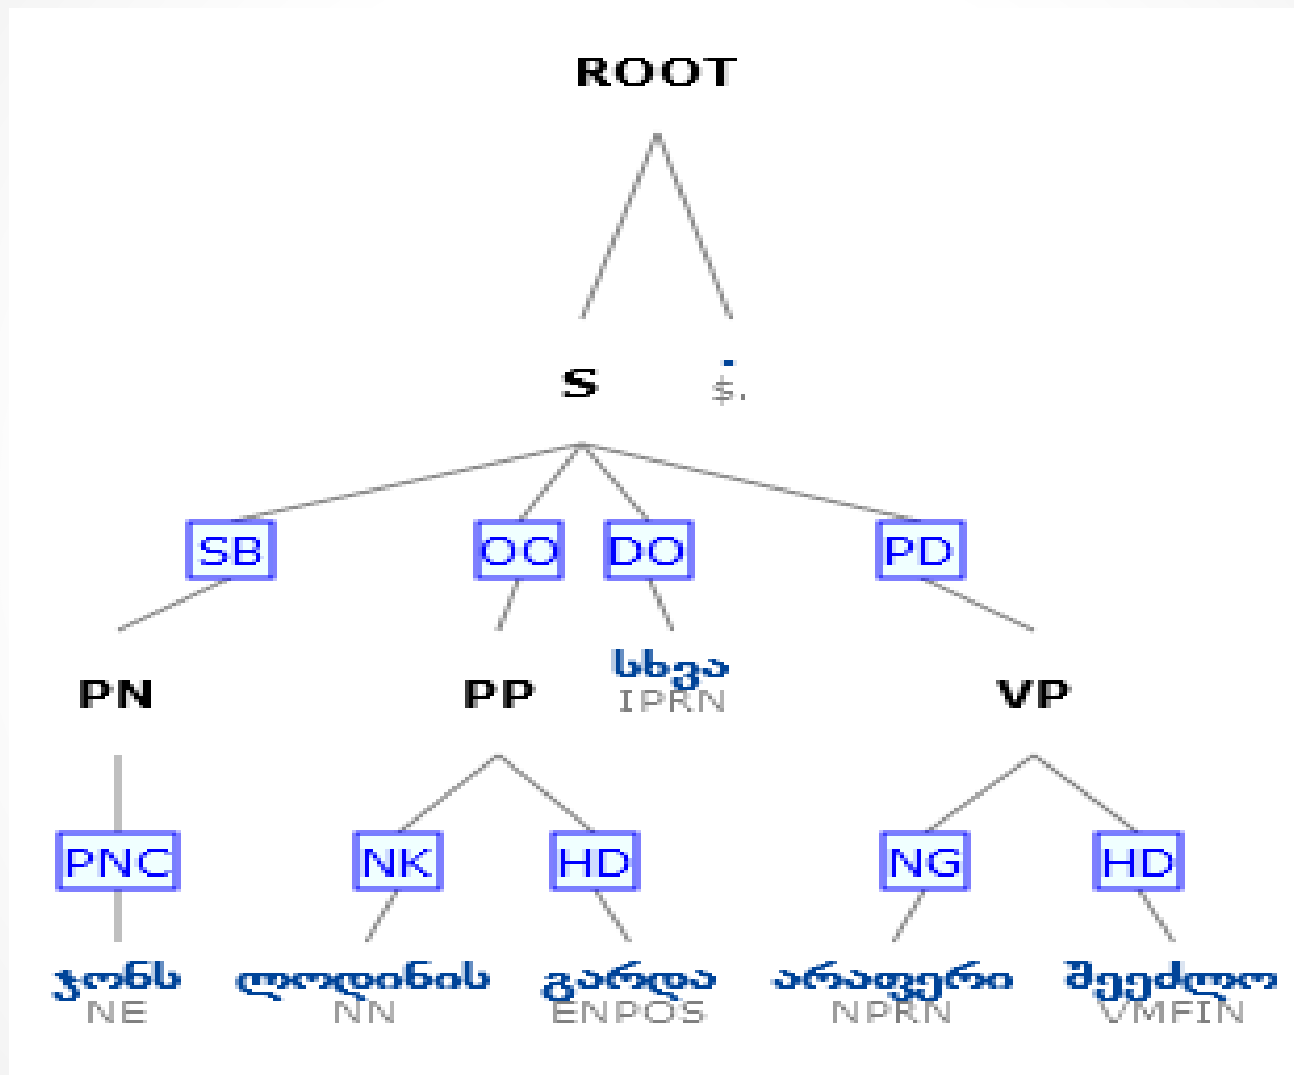 ROOT
S
.
$.
SB OO DO PD
სხვა
PN PP IPRN VP
PNC NK HD NG HD
ჯონს ლოდინის გარდა არაფერი შეეძლო
NE NN ENPOS NPRN VMFIN